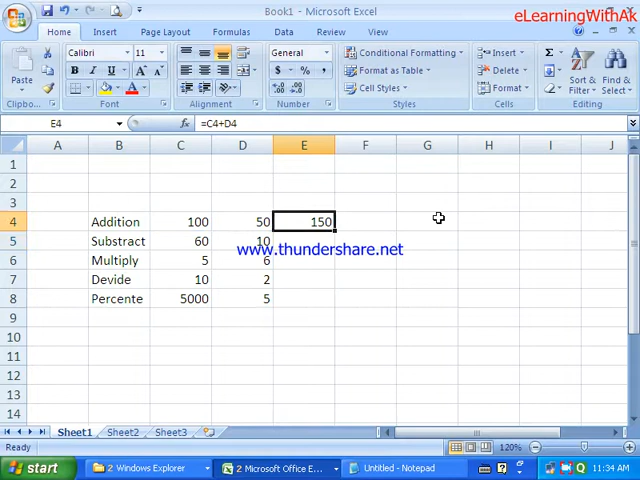 Book1 - Microsoft Excel
eLearningWithAk
Home Insert Page Layout Formulas Data Review View
Calibri 11 General Conditional Formatting Insert Σ
Paste B I U A A $ % , Format as Table Delete Sort & Filter Find & Select
A Cell Styles Format
Clipboard Font Alignment Number Styles Cells Editing
E4 fx =C4+D4
A B C D E F G H I J
1
2
3
4 Addition 100 50 150
5 Substract 60 10
www.thundershare.net
6 Multiply 5 6
7 Devide 10 2
8 Percente 5000 5
9
10
11
12
13
14
Sheet1 Sheet2 Sheet3
Ready 120%
start 2 Windows Explorer 2 Microsoft Office E... Untitled - Notepad 11:34 AM